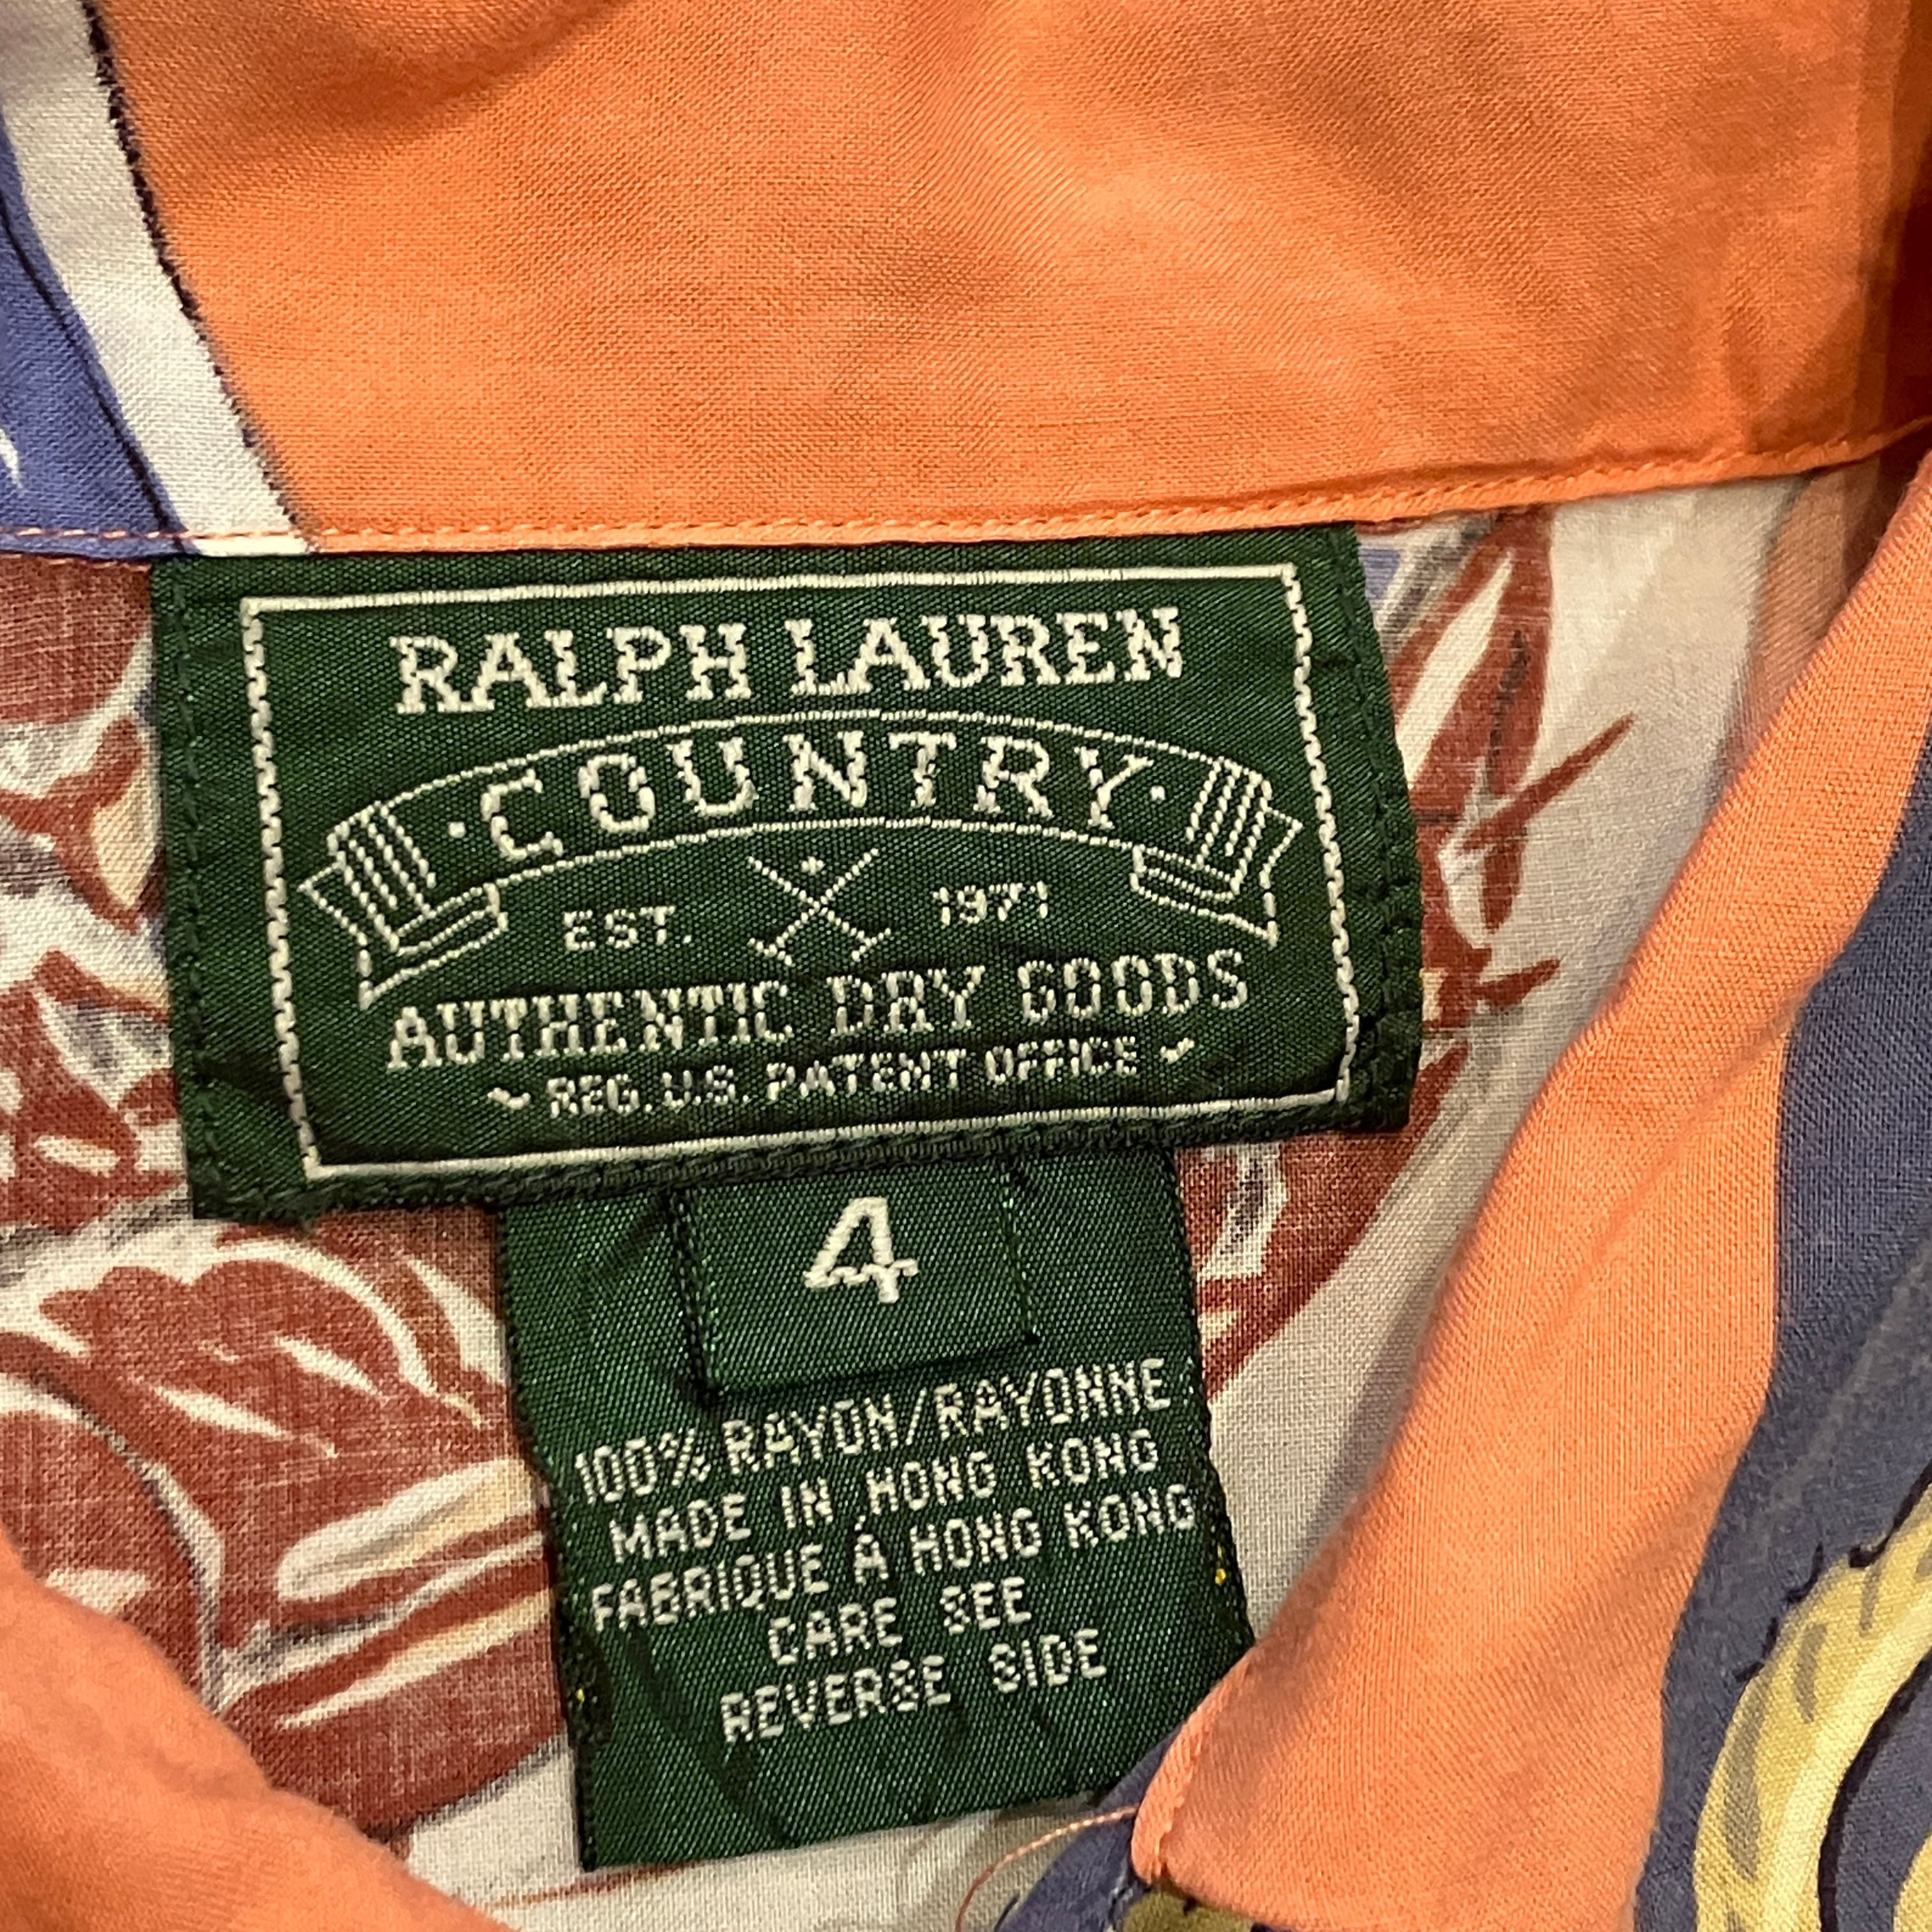 RALPH LAUREN
·COUNTRY·
EST. 1971
AUTHENTIC DRY GOODS
REG. U.S. PATENT OFFICE
4
100% RAYON/RAYONNE
MADE IN HONG KONG
FABRIQUE À HONG KONG
CARE SEE
REVERSE SIDE